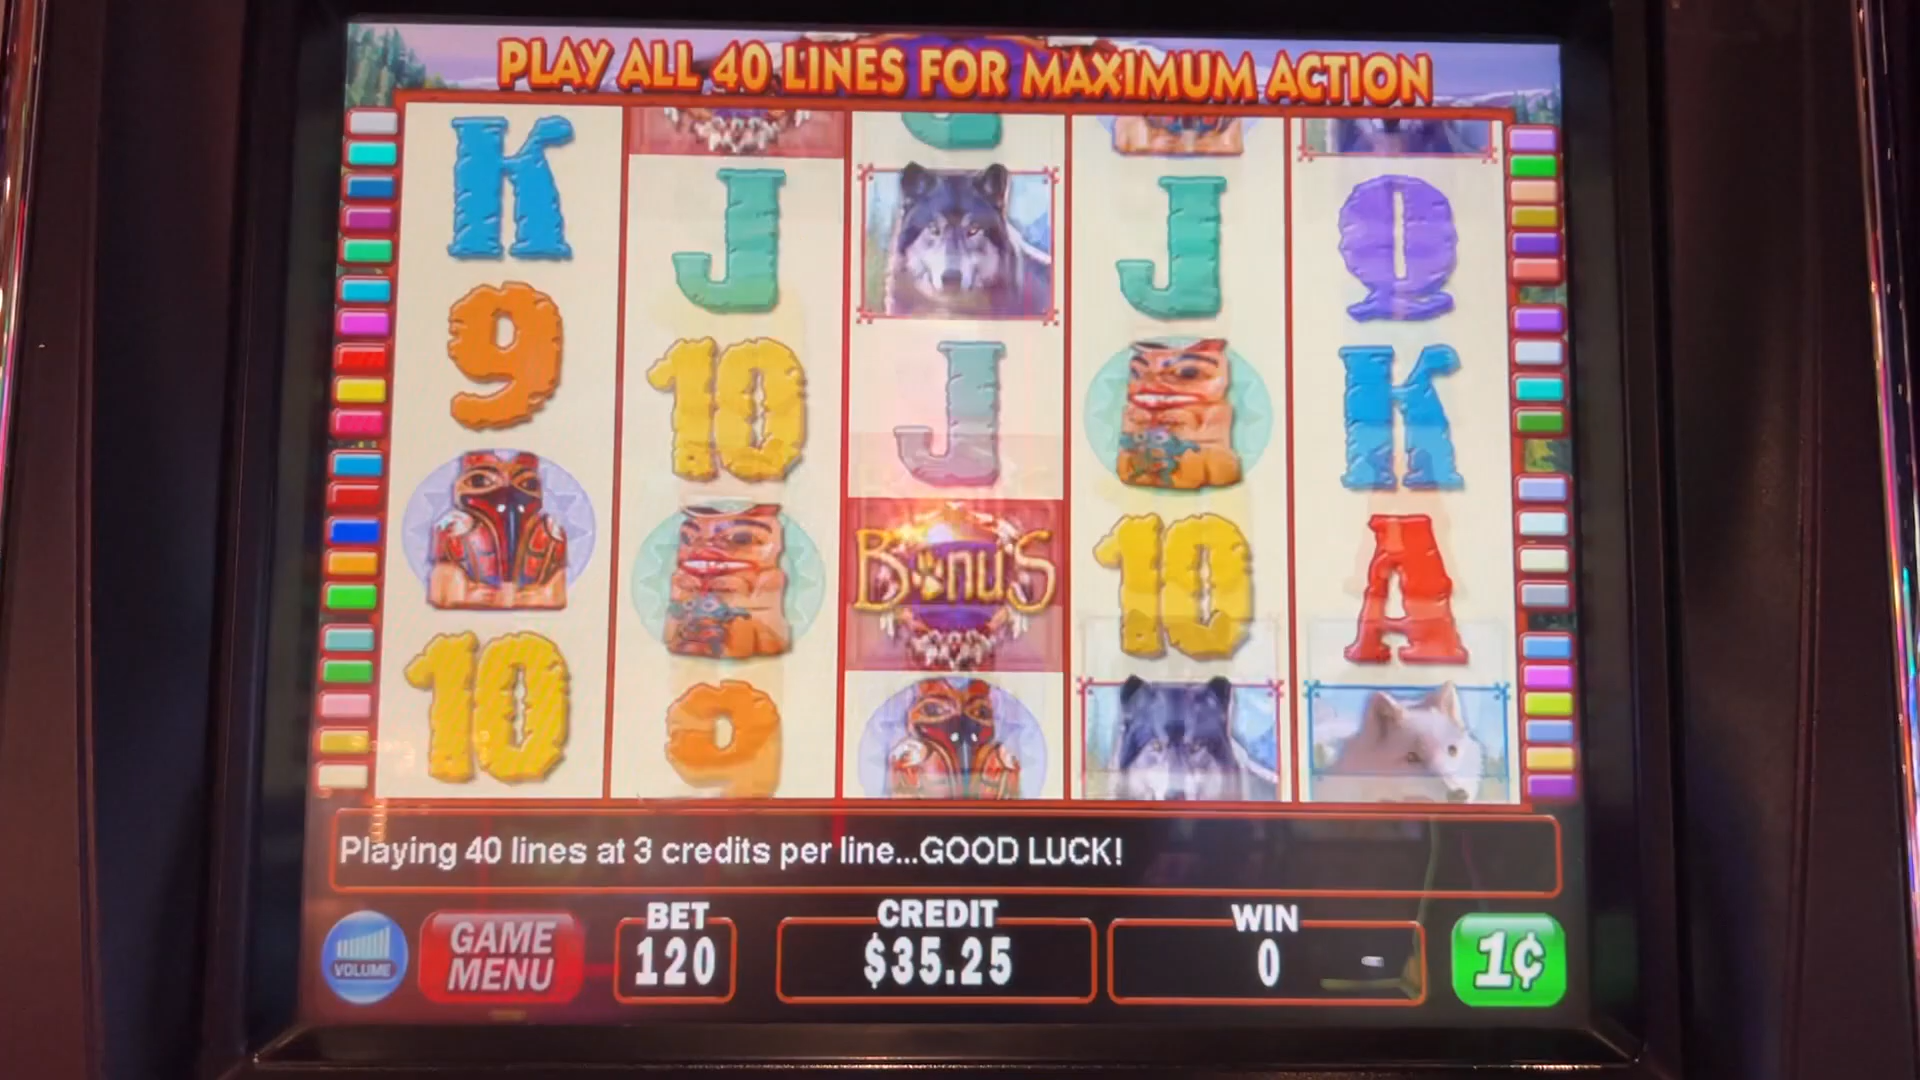 PLAY ALL 40 LINES FOR MAXIMUM ACTION
K J J Q
9 10 J K
BONUS 10 A
10 9
Playing 40 lines at 3 credits per line...GOOD LUCK!
BET CREDIT WIN
VOLUME GAME MENU 120 $35.25 0 1¢